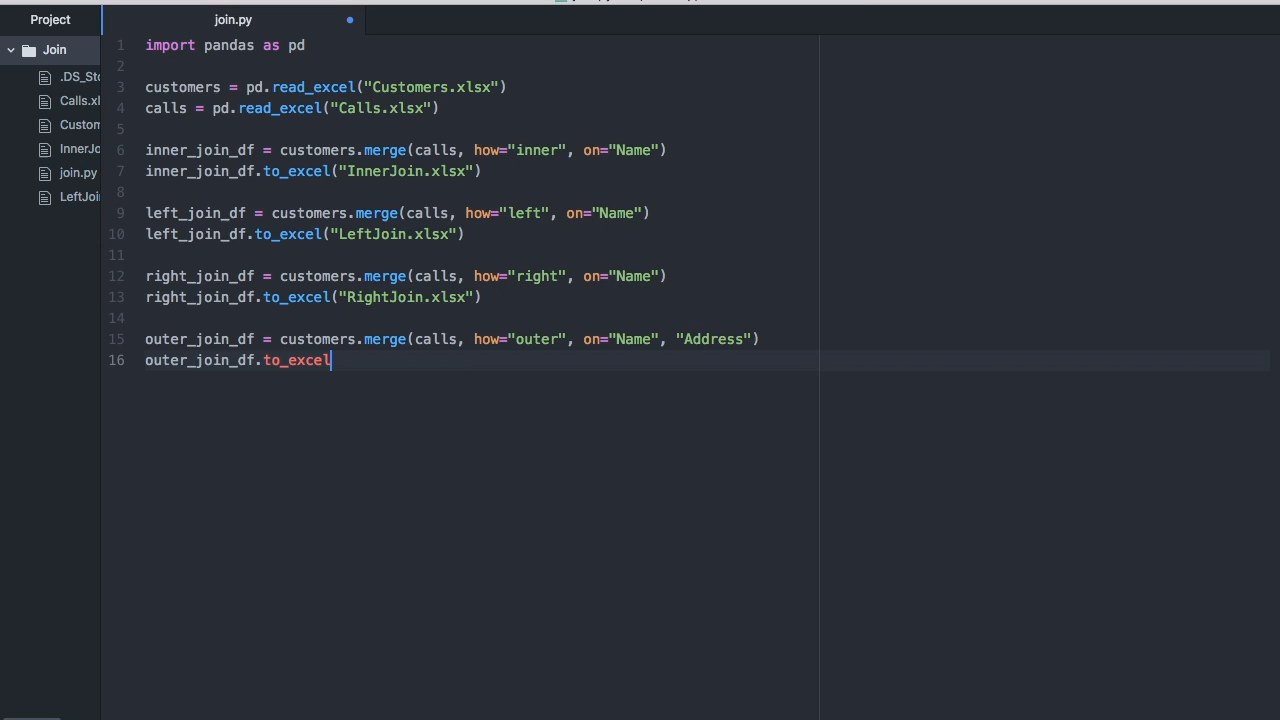 Project
join.py
Join
.DS_Sto
Calls.xl
Custom
InnerJo
join.py
LeftJoi
1 import pandas as pd
2
3 customers = pd.read_excel("Customers.xlsx")
4 calls = pd.read_excel("Calls.xlsx")
5
6 inner_join_df = customers.merge(calls, how="inner", on="Name")
7 inner_join_df.to_excel("InnerJoin.xlsx")
8
9 left_join_df = customers.merge(calls, how="left", on="Name")
10 left_join_df.to_excel("LeftJoin.xlsx")
11
12 right_join_df = customers.merge(calls, how="right", on="Name")
13 right_join_df.to_excel("RightJoin.xlsx")
14
15 outer_join_df = customers.merge(calls, how="outer", on="Name", "Address")
16 outer_join_df.to_excel